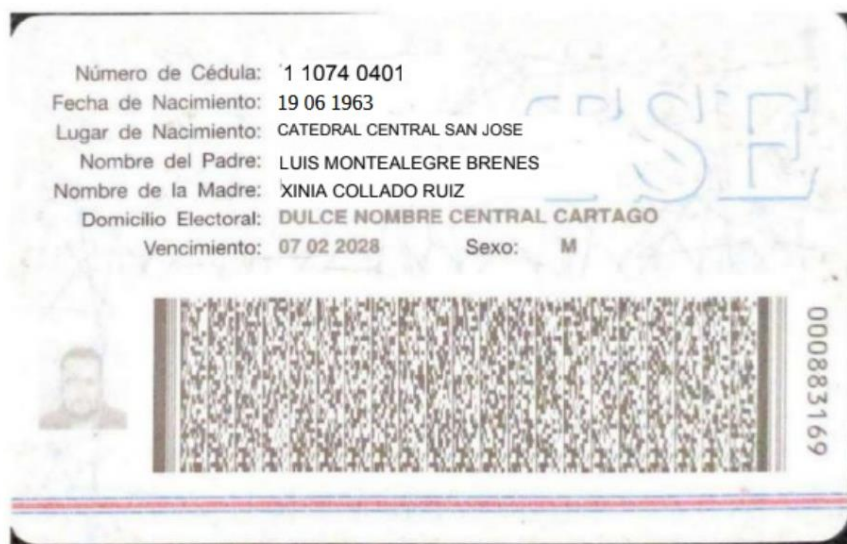 Número de Cédula: 1 1074 0401
Fecha de Nacimiento: 19 06 1963
Lugar de Nacimiento: CATEDRAL CENTRAL SAN JOSE
Nombre del Padre: LUIS MONTEALEGRE BRENES
Nombre de la Madre: XINIA COLLADO RUIZ
Domicilio Electoral: DULCE NOMBRE CENTRAL CARTAGO
Vencimiento: 07 02 2028 Sexo: M
TSE
000883169